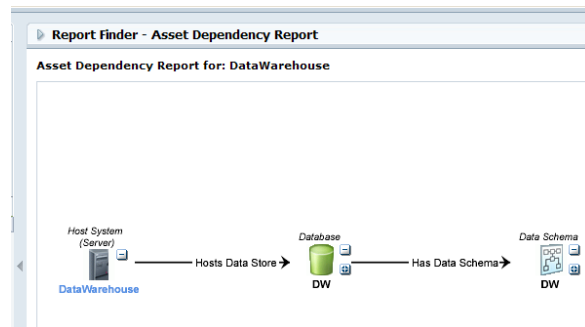 Report Finder - Asset Dependency Report
Asset Dependency Report for: DataWarehouse
Host System
(Server)
DataWarehouse
Hosts Data Store
Database
DW
Has Data Schema
Data Schema
DW